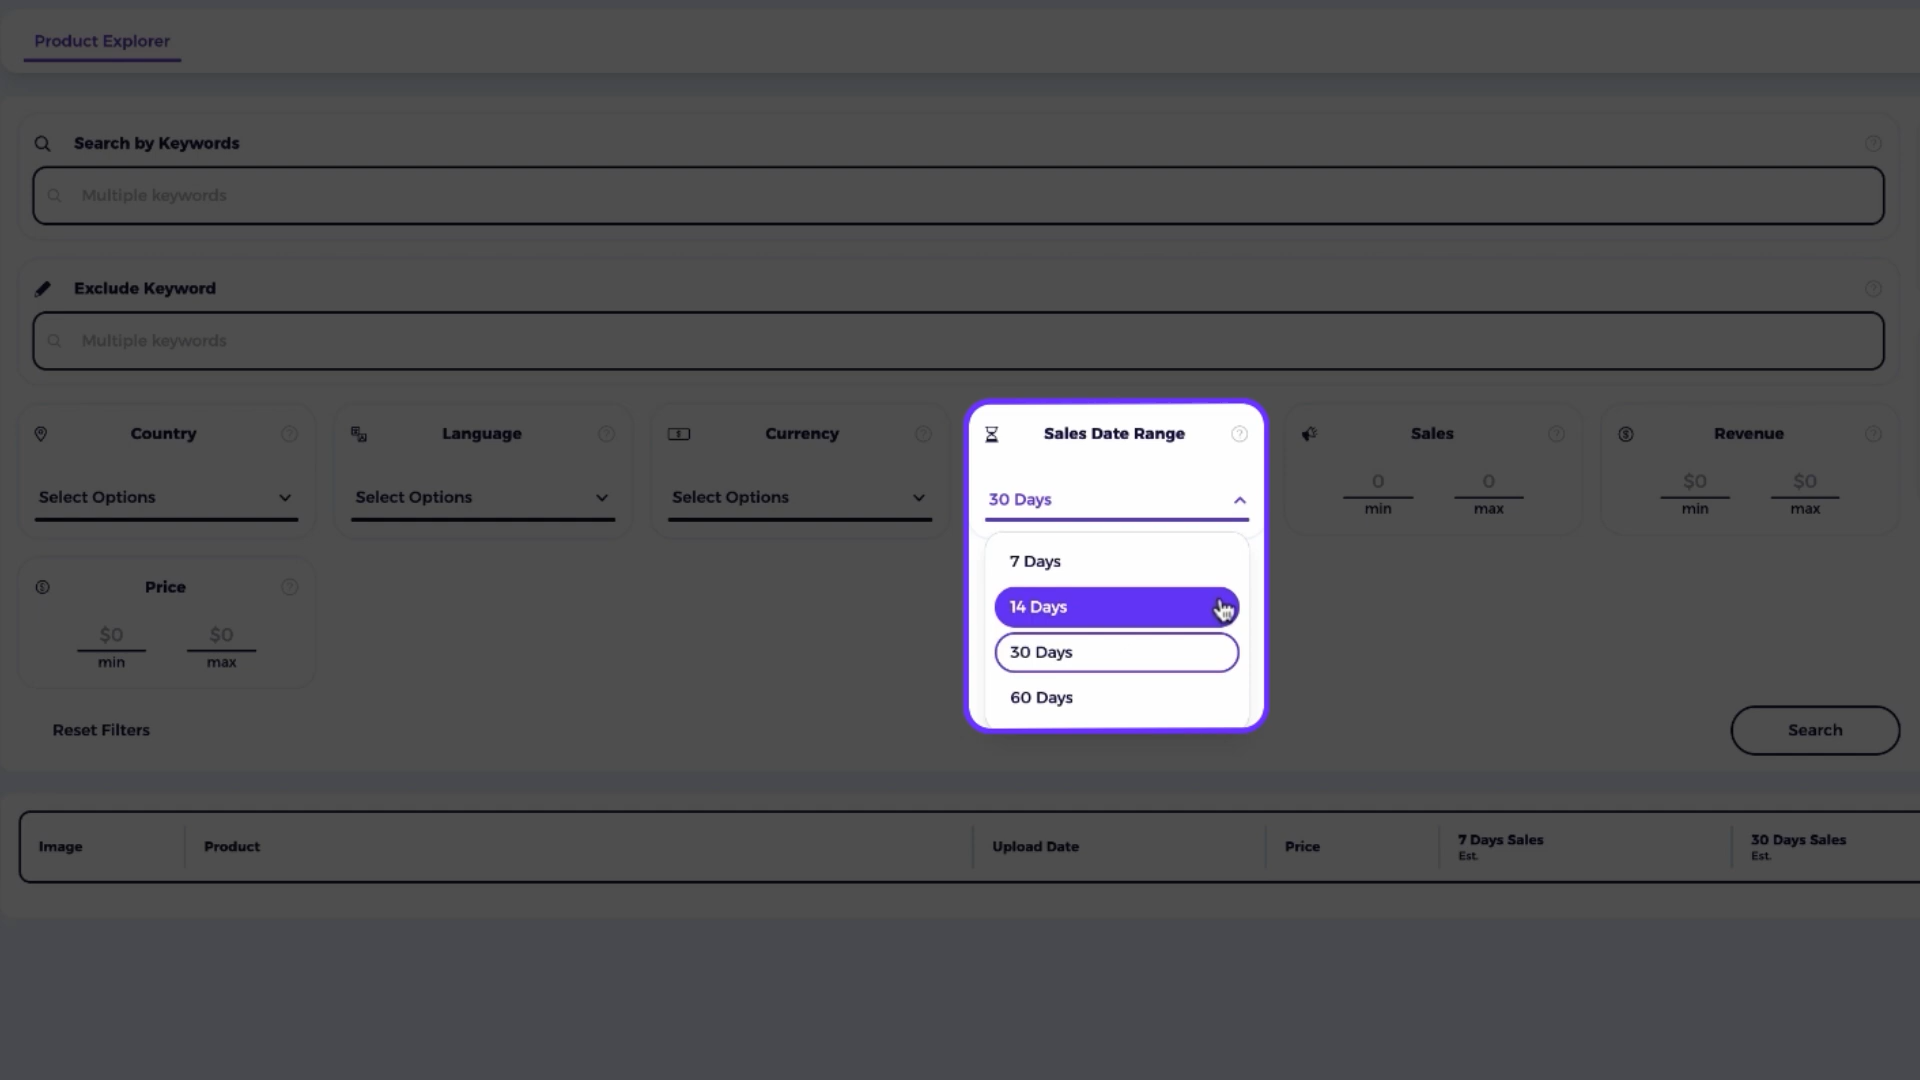 Product Explorer
Search by Keywords
Multiple keywords
Exclude Keyword
Multiple keywords
Country
Select Options
Language
Select Options
Currency
Select Options
Sales Date Range
30 Days
7 Days
14 Days
30 Days
60 Days
Sales
0 0
min max
Revenue
$0 $0
min max
Price
$0 $0
min max
Reset Filters
Search
Image
Product
Upload Date
Price
7 Days Sales
Est.
30 Days Sales
Est.